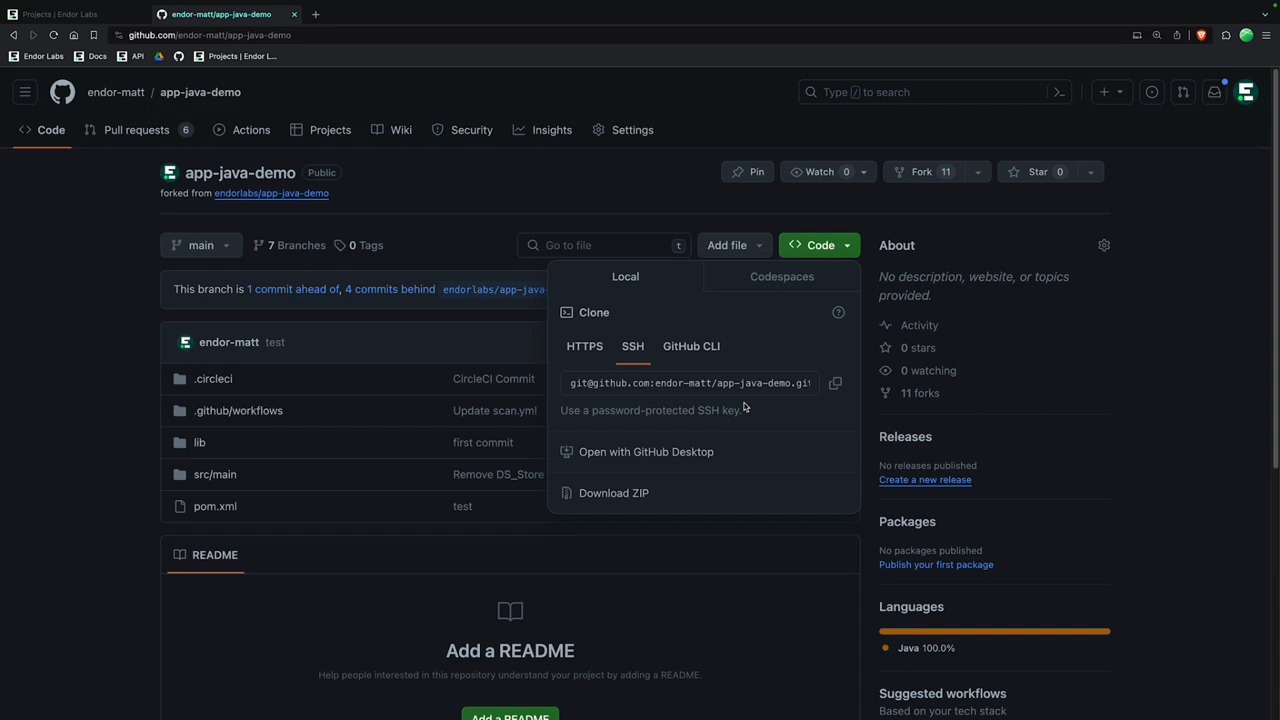 Projects | Endor Labs
endor-matt/app-java-demo
github.com/endor-matt/app-java-demo
Endor Labs
Docs
API
Projects | Endor L...
endor-matt / app-java-demo
Type / to search
Code
Pull requests 6
Actions
Projects
Wiki
Security
Insights
Settings
app-java-demo Public
Pin
Watch 0
Fork 11
Star 0
forked from endorlabs/app-java-demo
main
7 Branches
0 Tags
Go to file t
Add file
Code
About
Local
Codespaces
No description, website, or topics
provided.
This branch is 1 commit ahead of, 4 commits behind endorlabs/app-java-
Clone
Activity
endor-matt test
HTTPS
SSH
GitHub CLI
0 stars
0 watching
.circleci CircleCI Commit
git@github.com:endor-matt/app-java-demo.git
11 forks
.github/workflows Update scan.yml
Use a password-protected SSH key.
Releases
lib first commit
Open with GitHub Desktop
No releases published
Create a new release
src/main Remove DS_Store
Download ZIP
pom.xml test
Packages
No packages published
Publish your first package
README
Languages
Java 100.0%
Add a README
Help people interested in this repository understand your project by adding a README.
Suggested workflows
Based on your tech stack
Add a README